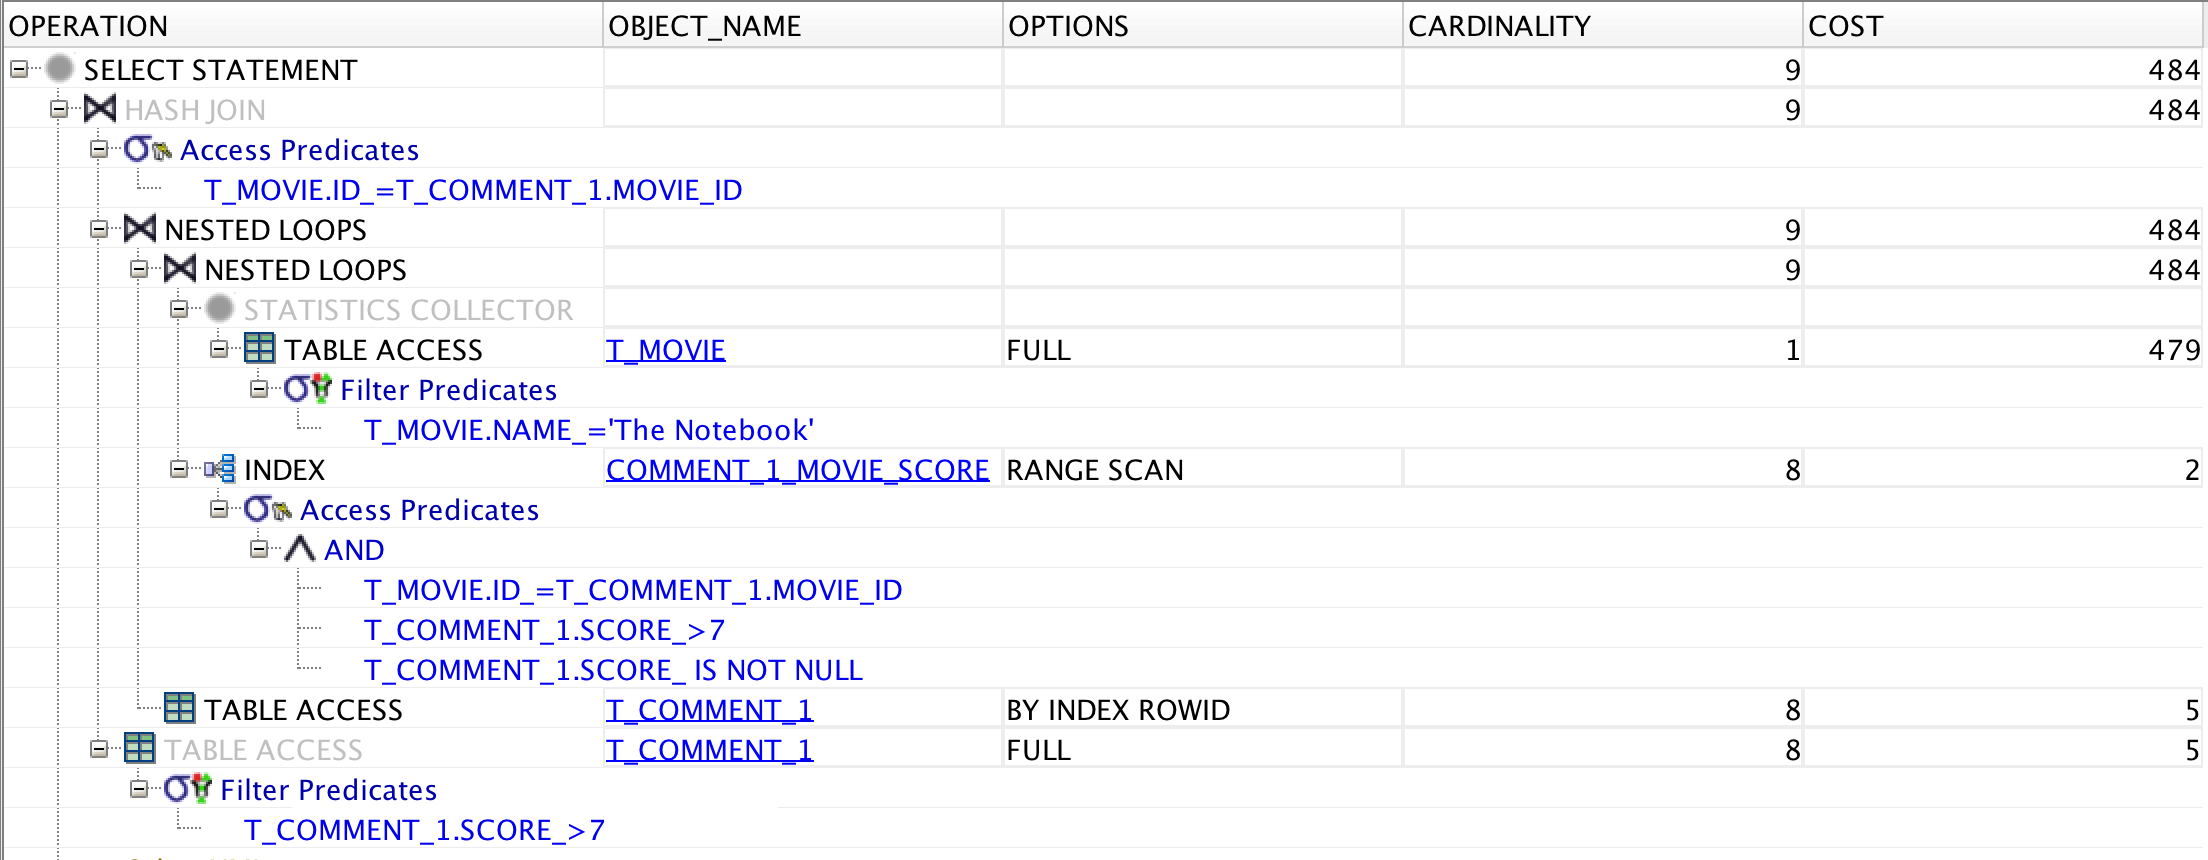 OPERATION OBJECT_NAME OPTIONS CARDINALITY COST
SELECT STATEMENT 9 484
HASH JOIN 9 484
Access Predicates
T_MOVIE.ID_=T_COMMENT_1.MOVIE_ID
NESTED LOOPS 9 484
NESTED LOOPS 9 484
STATISTICS COLLECTOR
TABLE ACCESS T_MOVIE FULL 1 479
Filter Predicates
T_MOVIE.NAME_='The Notebook'
INDEX COMMENT_1_MOVIE_SCORE RANGE SCAN 8 2
Access Predicates
AND
T_MOVIE.ID_=T_COMMENT_1.MOVIE_ID
T_COMMENT_1.SCORE_>7
T_COMMENT_1.SCORE_ IS NOT NULL
TABLE ACCESS T_COMMENT_1 BY INDEX ROWID 8 5
TABLE ACCESS T_COMMENT_1 FULL 8 5
Filter Predicates
T_COMMENT_1.SCORE_>7